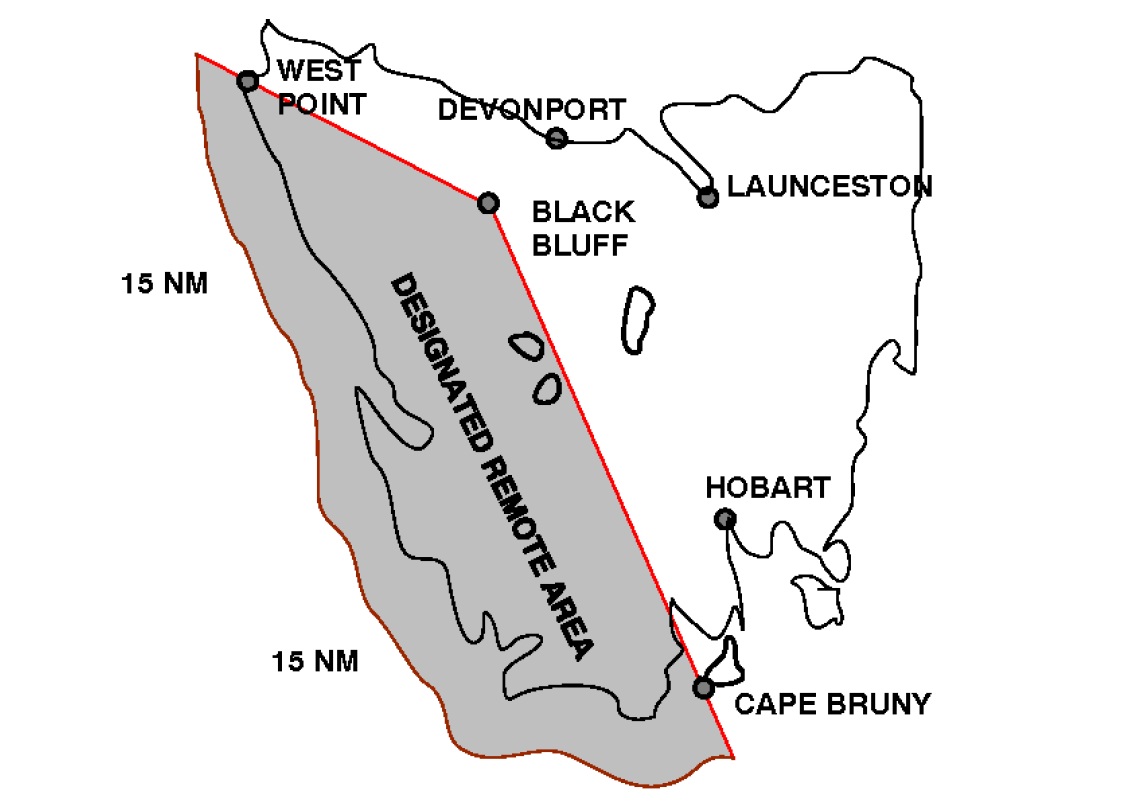 WEST
POINT
DEVONPORT
LAUNCESTON
BLACK
BLUFF
15 NM
DESIGNATED REMOTE AREA
HOBART
15 NM
CAPE BRUNY